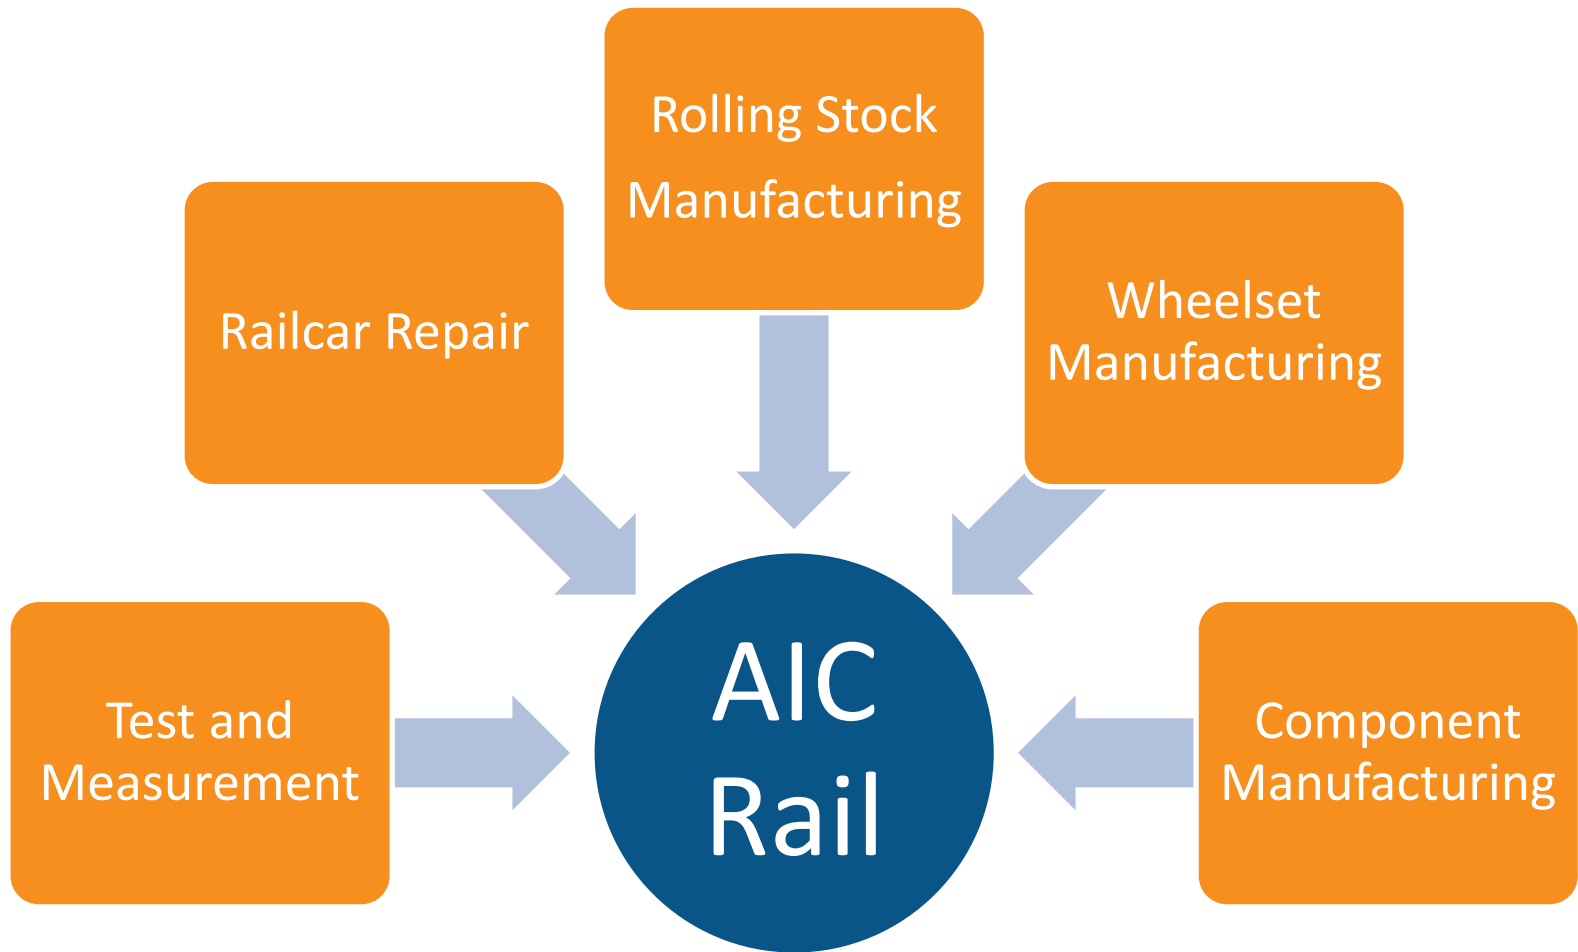 Rolling Stock
Manufacturing
Railcar Repair
Wheelset
Manufacturing
Test and
Measurement
AIC
Rail
Component
Manufacturing